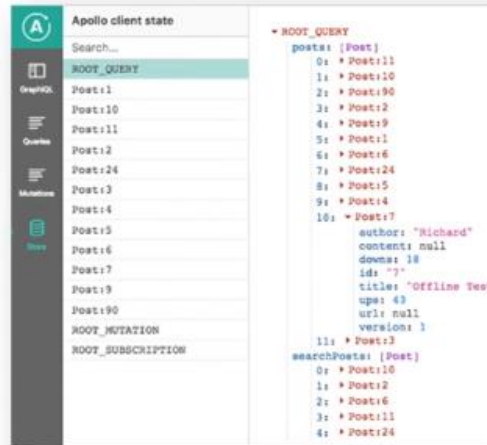 A
GraphiQL
Queries
Mutations
Store
Apollo client state
Search...
ROOT_QUERY
Post:1
Post:10
Post:11
Post:2
Post:24
Post:3
Post:4
Post:5
Post:6
Post:7
Post:9
Post:90
ROOT_MUTATION
ROOT_SUBSCRIPTION
▾ ROOT_QUERY
posts: [Post]
0: ▸ Post:11
1: ▸ Post:10
2: ▸ Post:90
3: ▸ Post:2
4: ▸ Post:9
5: ▸ Post:1
6: ▸ Post:6
7: ▸ Post:24
8: ▸ Post:5
9: ▸ Post:4
10: ▾ Post:7
author: "Richard"
content: null
downs: 18
id: "7"
title: "Offline Tes
ups: 43
url: null
version: 1
11: ▸ Post:3
searchPosts: [Post]
0: ▸ Post:10
1: ▸ Post:2
2: ▸ Post:6
3: ▸ Post:11
4: ▸ Post:24